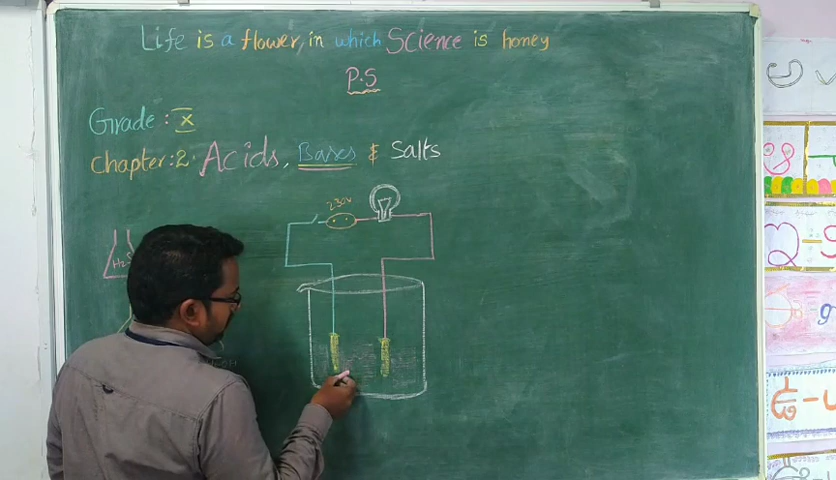 Life is a flower, in which Science is honey
P.S
Grade : X
Chapter:2. Acids, Bases & Salts
230V